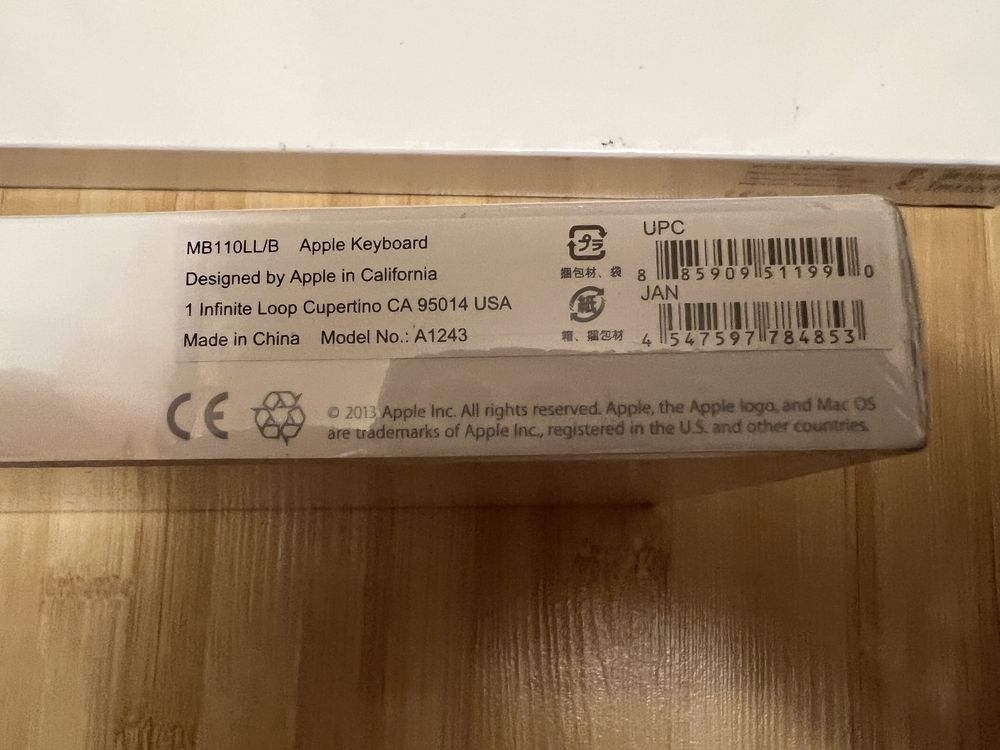 MB110LL/B Apple Keyboard
Designed by Apple in California
1 Infinite Loop Cupertino CA 95014 USA
Made in China Model No.: A1243
プラ
捆包材、袋
紙
箱、捆包材
UPC
8 85909 51199 0
JAN
4 547597 784853
CE
© 2013 Apple Inc. All rights reserved. Apple, the Apple logo, and Mac OS
are trademarks of Apple Inc., registered in the U.S. and other countries.